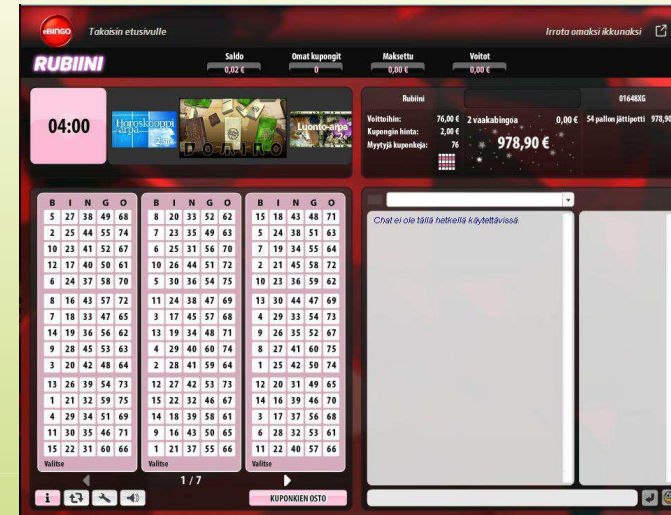 eBINGO Takaisin etusivulle Irrota omaksi ikkunaksi
RUBIINI
Saldo Omat kupongit Maksettu Voitot
0,02 € 0 0,00 € 0,00 €
04:00
Horoskooppi arpa
DOMINO
Luonto-arpa
Rubiini 01648XG
Voittoihin: 76,00 €
Kupongin hinta: 2,00 €
Myytyjä kuponkeja: 76
2 vaakabingoa 0,00 €
54 pallon jättipotti 978,90
978,90 €
B I N G O B I N G O B I N G O
5 27 38 49 68 8 20 33 52 62 15 18 43 48 71
2 25 44 55 74 7 23 35 49 63 5 24 38 51 63
10 23 41 52 67 6 25 31 56 70 7 19 34 55 64
12 17 40 50 61 10 26 44 51 72 2 21 45 58 72
6 24 37 58 70 5 30 36 54 75 10 23 36 59 62
8 16 43 57 72 11 24 38 47 69 13 30 44 47 69
7 18 33 47 65 3 17 45 57 68 4 29 33 54 73
14 19 36 56 62 13 19 34 48 71 9 26 35 52 67
9 28 45 53 63 4 29 40 60 74 8 27 41 60 75
3 20 42 48 64 2 28 41 59 64 1 25 42 50 74
13 26 39 54 73 12 27 42 53 73 12 20 31 49 65
1 21 32 59 75 15 22 32 46 67 14 16 39 46 70
4 29 34 51 69 14 18 39 58 61 3 17 37 56 68
11 30 35 46 71 9 16 43 50 65 6 28 32 53 61
15 22 31 60 66 1 21 37 55 66 11 22 40 57 66
Valitse Valitse Valitse
1 / 7
KUPONKIEN OSTO
Chat ei ole tällä hetkellä käytettävissä.